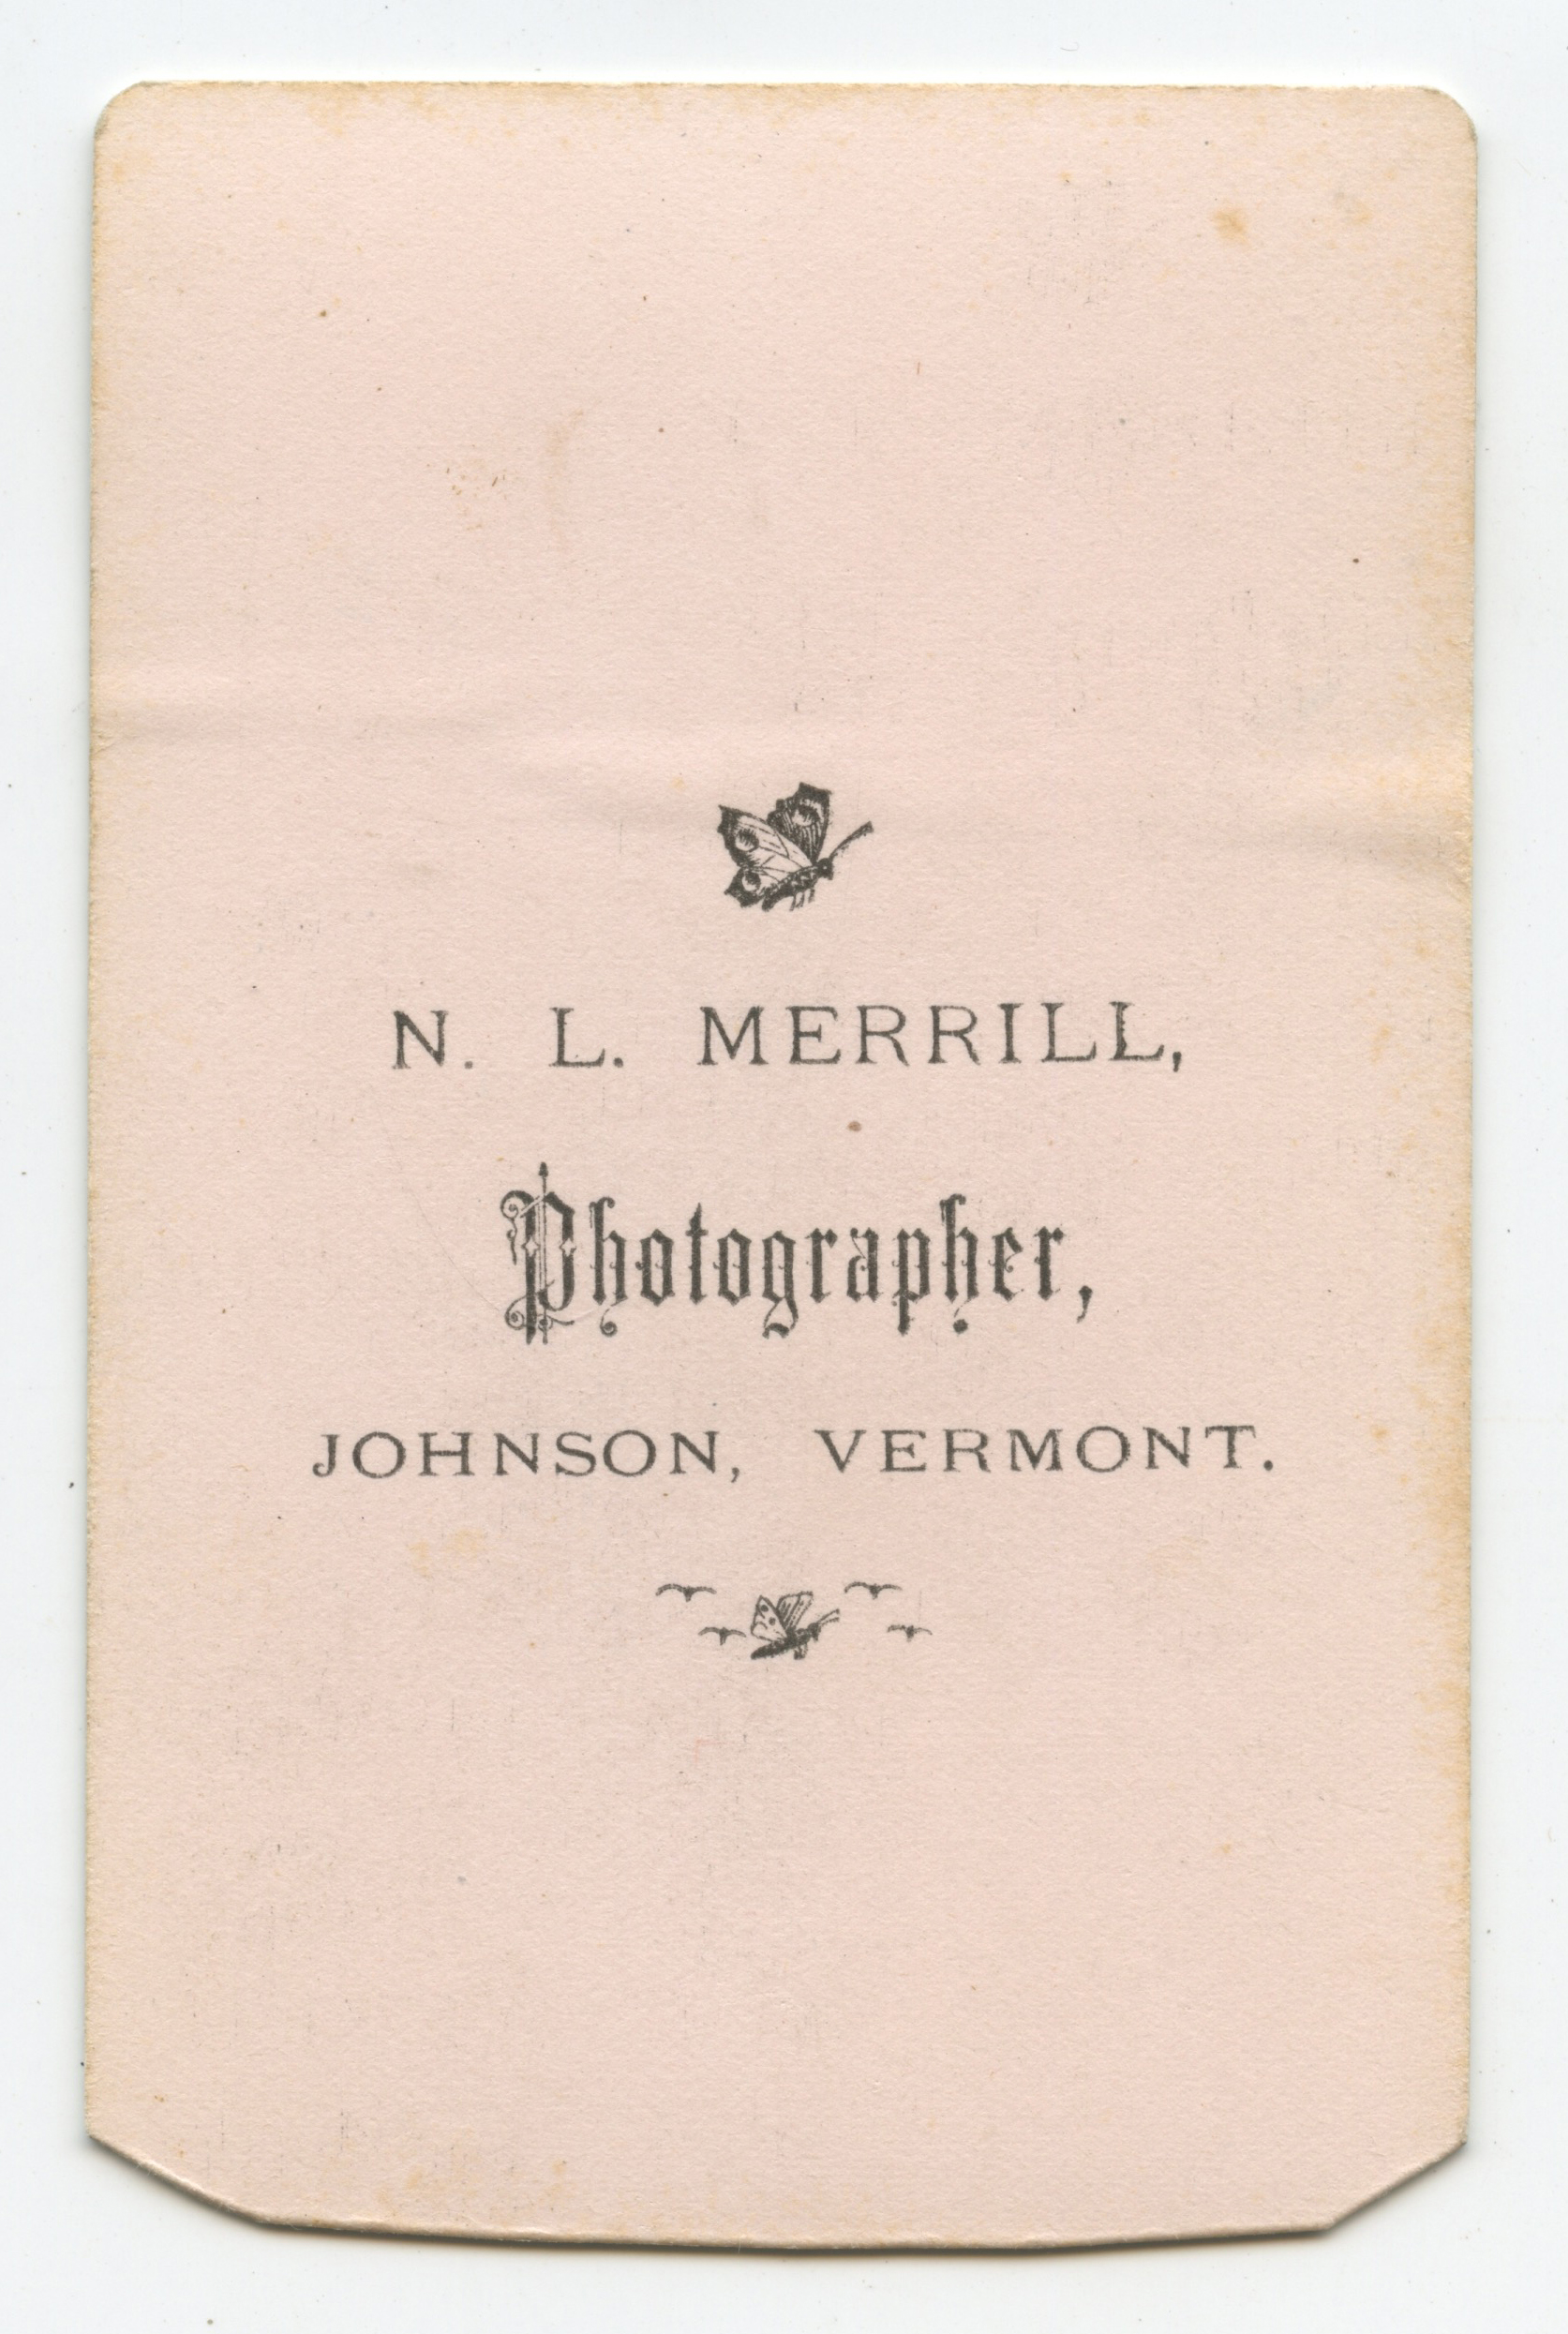 N. L. MERRILL,
Photographer,
JOHNSON, VERMONT.